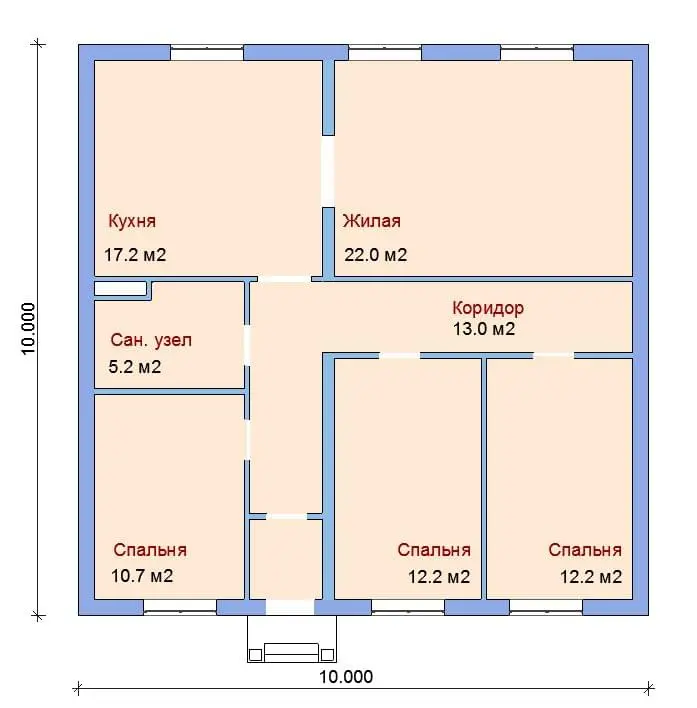 Кухня
17.2 м2
Жилая
22.0 м2
10.000
Коридор
13.0 м2
Сан. узел
5.2 м2
Спальня
10.7 м2
Спальня
12.2 м2
Спальня
12.2 м2
10.000